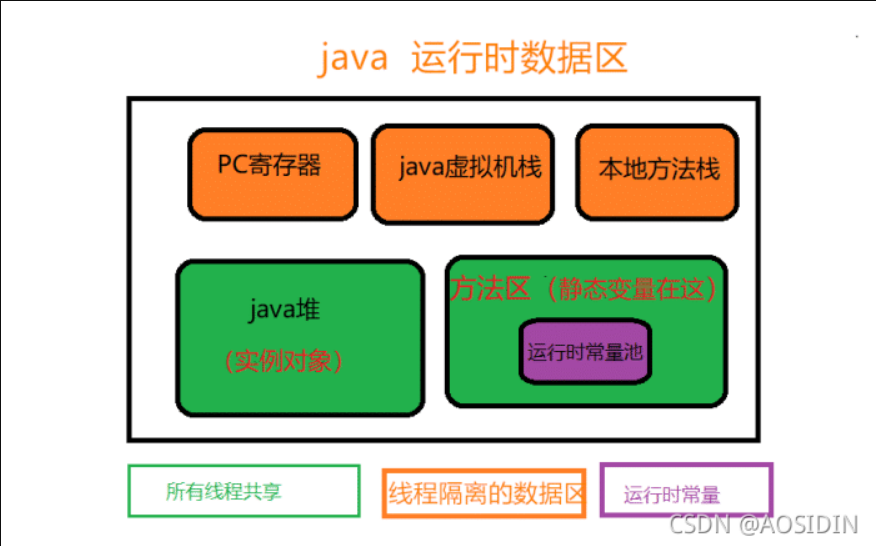 java 运行时数据区
PC寄存器
java虚拟机栈
本地方法栈
java堆
（实例对象）
方法区（静态变量在这）
运行时常量池
所有线程共享
线程隔离的数据区
运行时常量
CSDN @AOSIDIN